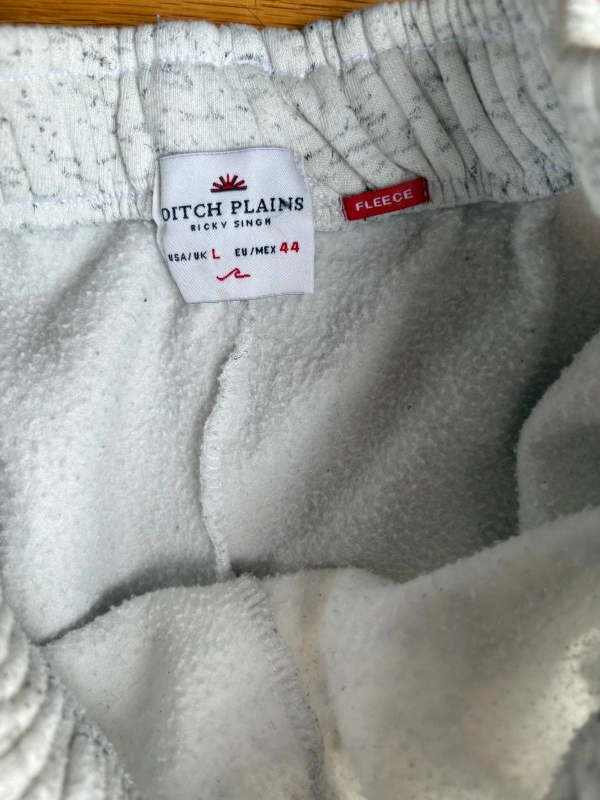 DITCH PLAINS
RICKY SINGH
USA/UK L EU/MEX 44
FLEECE